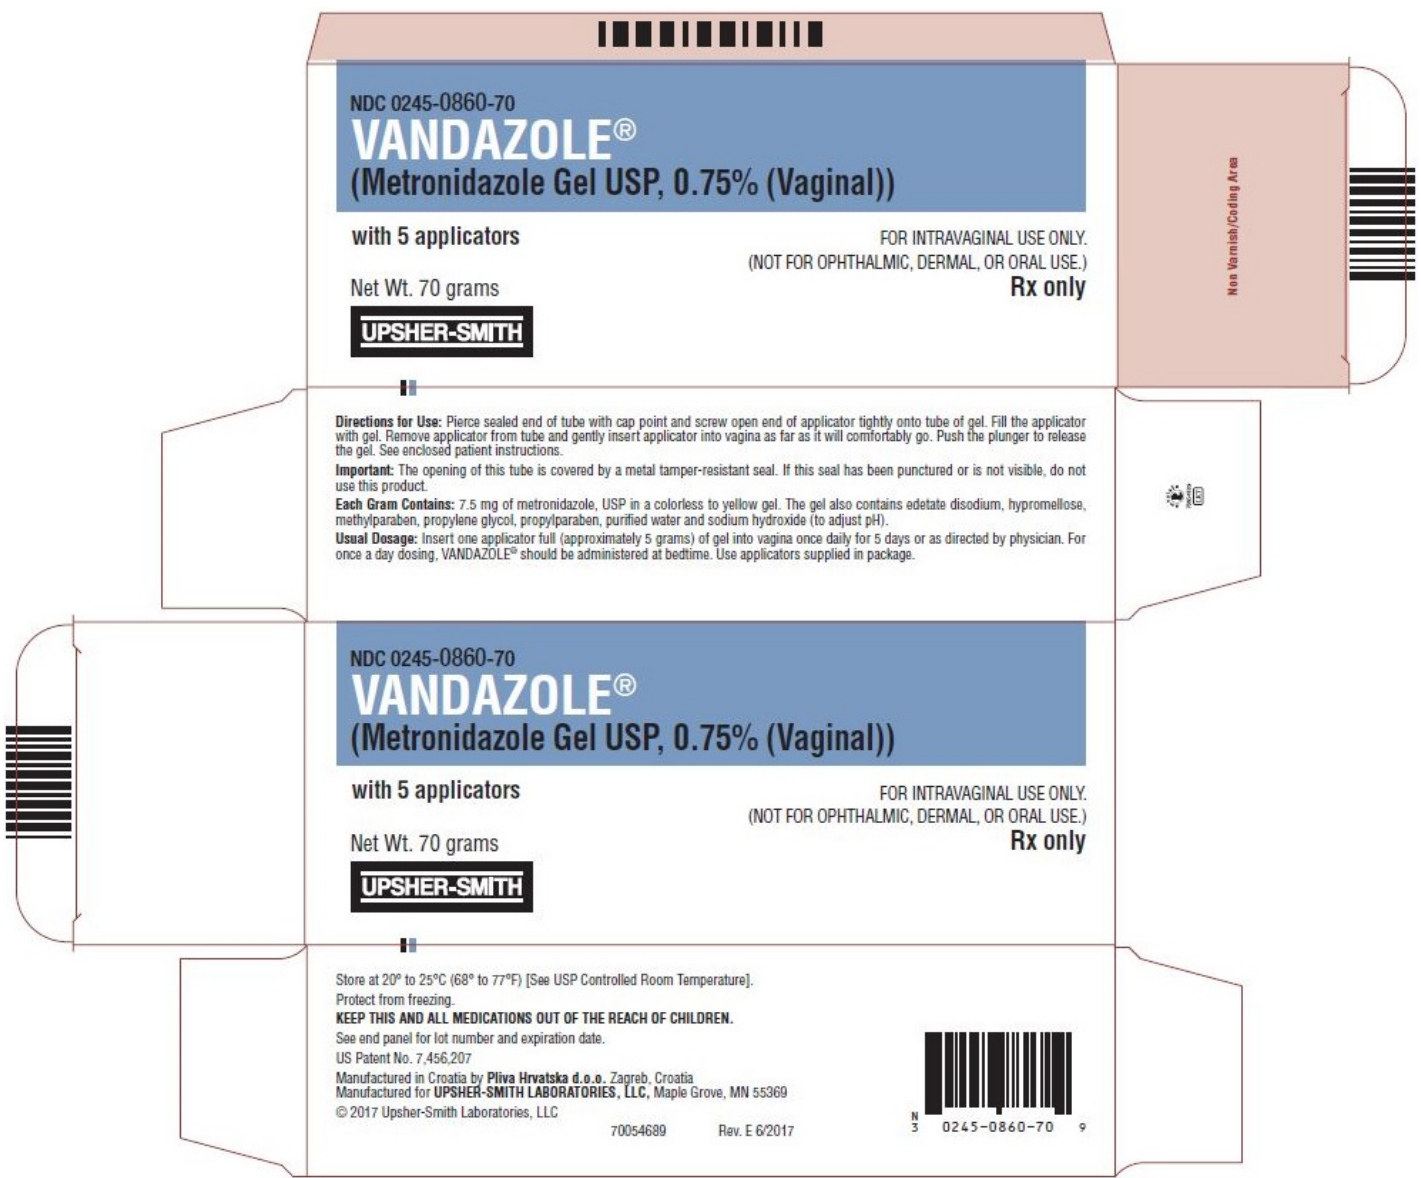 NDC 0245-0860-70
VANDAZOLE®
(Metronidazole Gel USP, 0.75% (Vaginal))
with 5 applicators
FOR INTRAVAGINAL USE ONLY.
(NOT FOR OPHTHALMIC, DERMAL, OR ORAL USE.)
Net Wt. 70 grams
Rx only
UPSHER-SMITH
Non Varnish/Coding Area
Directions for Use: Pierce sealed end of tube with cap point and screw open end of applicator tightly onto tube of gel. Fill the applicator
with gel. Remove applicator from tube and gently insert applicator into vagina as far as it will comfortably go. Push the plunger to release
the gel. See enclosed patient instructions.
Important: The opening of this tube is covered by a metal tamper-resistant seal. If this seal has been punctured or is not visible, do not
use this product.
Each Gram Contains: 7.5 mg of metronidazole, USP in a colorless to yellow gel. The gel also contains edetate disodium, hypromellose,
methylparaben, propylene glycol, propylparaben, purified water and sodium hydroxide (to adjust pH).
Usual Dosage: Insert one applicator full (approximately 5 grams) of gel into vagina once daily for 5 days or as directed by physician. For
once a day dosing, VANDAZOLE® should be administered at bedtime. Use applicators supplied in package.
NDC 0245-0860-70
VANDAZOLE®
(Metronidazole Gel USP, 0.75% (Vaginal))
with 5 applicators
FOR INTRAVAGINAL USE ONLY.
(NOT FOR OPHTHALMIC, DERMAL, OR ORAL USE.)
Net Wt. 70 grams
Rx only
UPSHER-SMITH
Store at 20° to 25°C (68° to 77°F) [See USP Controlled Room Temperature].
Protect from freezing.
KEEP THIS AND ALL MEDICATIONS OUT OF THE REACH OF CHILDREN.
See end panel for lot number and expiration date.
US Patent No. 7,456,207
Manufactured in Croatia by Pliva Hrvatska d.o.o. Zagreb, Croatia
Manufactured for UPSHER-SMITH LABORATORIES, LLC, Maple Grove, MN 55369
© 2017 Upsher-Smith Laboratories, LLC
70054689 Rev. E 6/2017
N
3 0245-0860-70 9